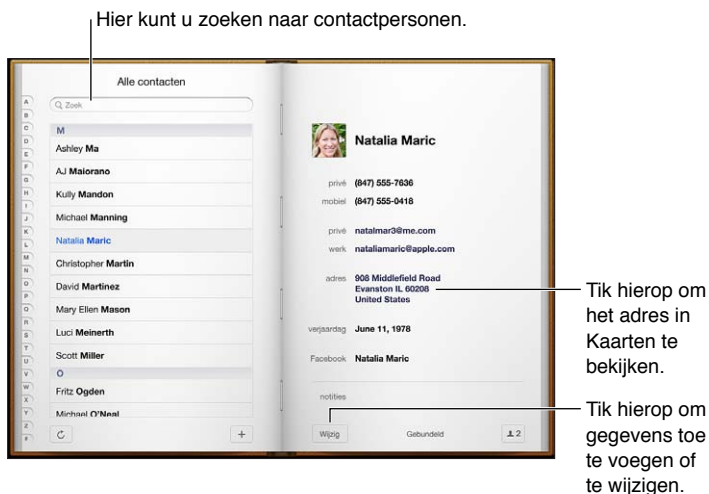 Hier kunt u zoeken naar contactpersonen.
Alle contacten
Zoek
A
B
C
D
E
F
G
H
I
J
K
L
M
N
O
P
Q
R
S
T
U
V
W
X
Y
Z
#
M
Ashley Ma
AJ Maiorano
Kully Mandon
Michael Manning
Natalia Maric
Christopher Martin
David Martinez
Mary Ellen Mason
Luci Meinerth
Scott Miller
O
Fritz Ogden
Michael O'Neal
+
Natalia Maric
privé (847) 555-7636
mobiel (847) 555-0418
privé natalmar3@me.com
werk nataliamaric@apple.com
adres 908 Middlefield Road
Evanston IL 60208
United States
verjaardag June 11, 1978
Facebook Natalia Maric
notities
Wijzig Gebundeld 2
Tik hierop om
het adres in
Kaarten te
bekijken.
Tik hierop om
gegevens toe
te voegen of
te wijzigen.